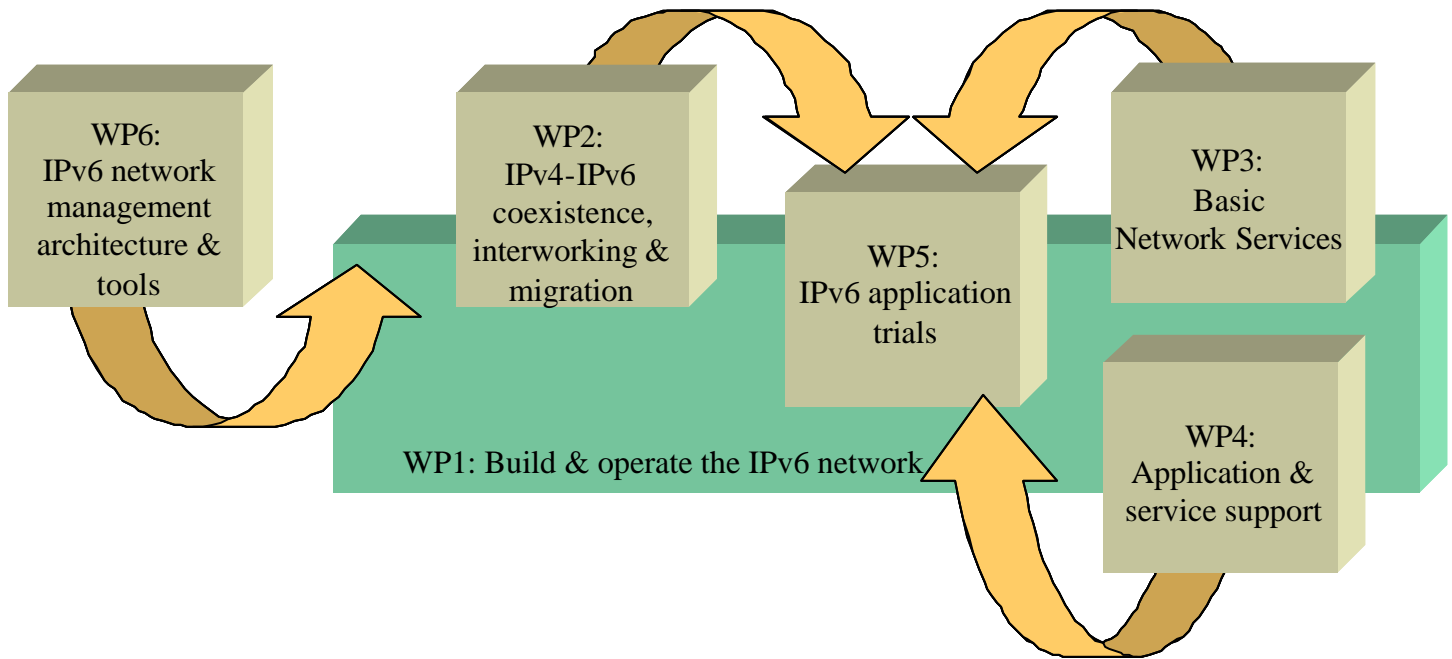 WP6:
IPv6 network
management
architecture &
tools
WP2:
IPv4-IPv6
coexistence,
interworking &
migration
WP5:
IPv6 application
trials
WP3:
Basic
Network Services
WP1: Build & operate the IPv6 network
WP4:
Application &
service support